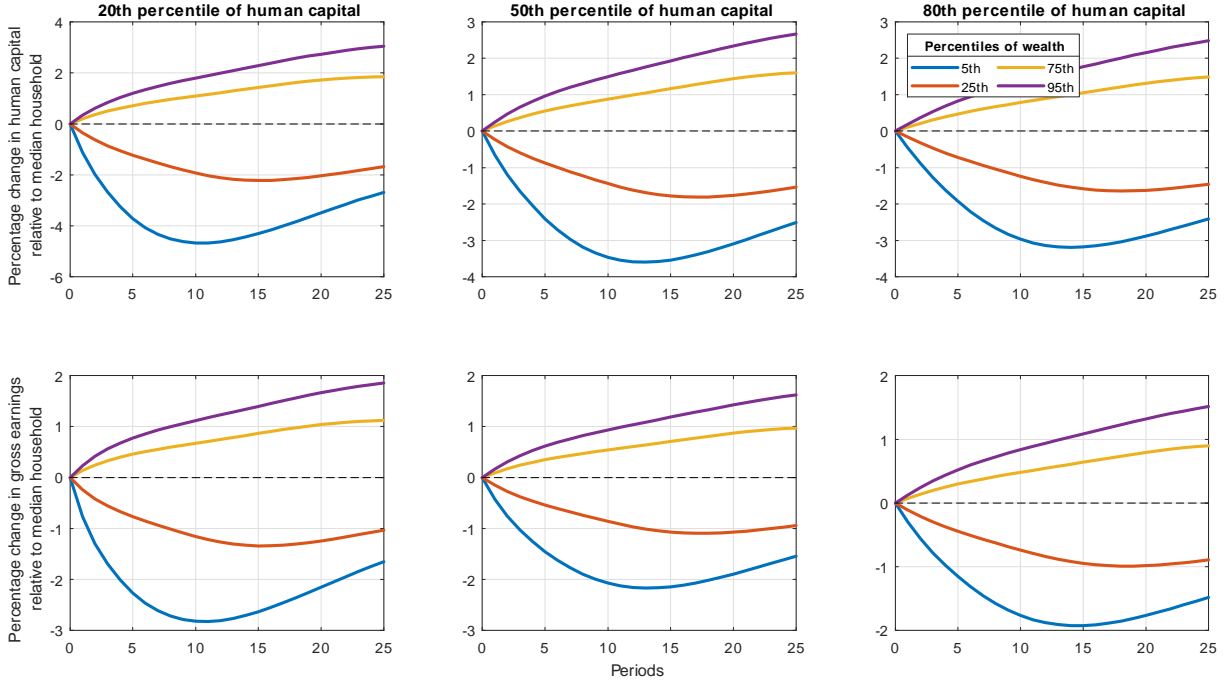 20th percentile of human capital
50th percentile of human capital
80th percentile of human capital
Percentage change in human capital
relative to median household
4
2
0
-2
-4
-6
0 5 10 15 20 25
3
2
1
0
-1
-2
-3
-4
0 5 10 15 20 25
3
2
1
0
-1
-2
-3
-4
0 5 10 15 20 25
Percentiles of wealth
5th 75th
25th 95th
Percentage change in gross earnings
relative to median household
2
1
0
-1
-2
-3
0 5 10 15 20 25
2
1
0
-1
-2
-3
0 5 10 15 20 25
2
1
0
-1
-2
0 5 10 15 20 25
Periods